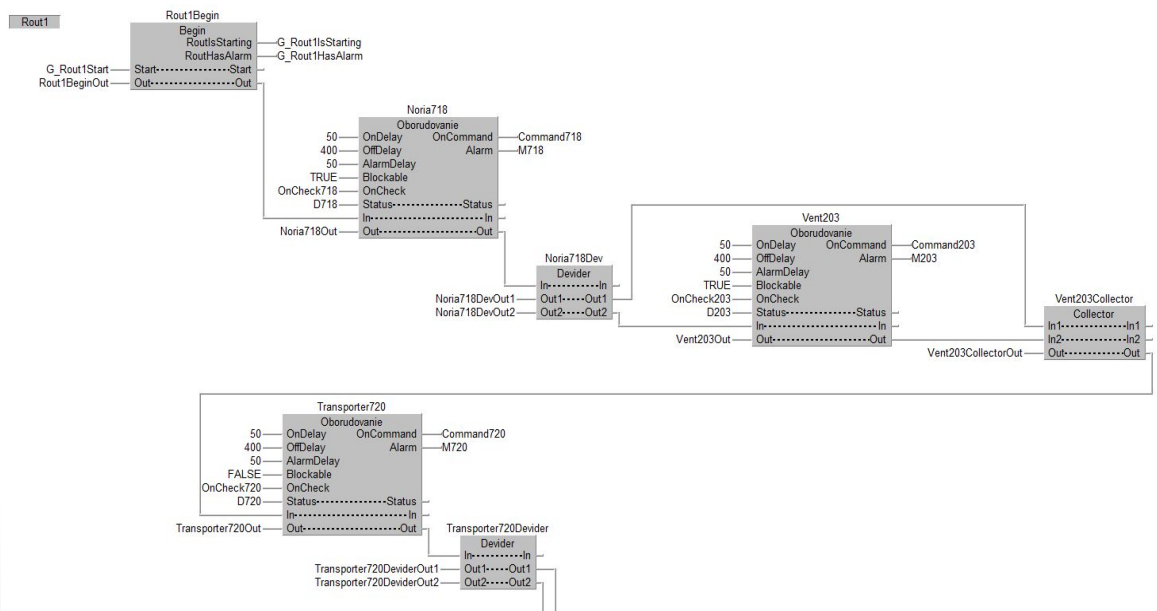 Rout1
Rout1Begin
Begin
RoutIsStarting G_Rout1IsStarting
RoutHasAlarm G_Rout1HasAlarm
G_Rout1Start Start Start
Rout1BeginOut Out Out
Noria718
Oborudovanie
50 OnDelay OnCommand Command718
400 OffDelay Alarm M718
50 AlarmDelay
TRUE Blockable
OnCheck718 OnCheck
D718 Status Status
In In
Noria718Out Out Out
Noria718Dev
Devider
In In
Noria718DevOut1 Out1 Out1
Noria718DevOut2 Out2 Out2
Vent203
Oborudovanie
50 OnDelay OnCommand Command203
400 OffDelay Alarm M203
50 AlarmDelay
TRUE Blockable
OnCheck203 OnCheck
D203 Status Status
In In
Vent203Out Out Out
Vent203Collector
Collector
In1 In1
In2 In2
Vent203CollectorOut Out Out
Transporter720
Oborudovanie
50 OnDelay OnCommand Command720
400 OffDelay Alarm M720
50 AlarmDelay
FALSE Blockable
OnCheck720 OnCheck
D720 Status Status
In In
Transporter720Out Out Out
Transporter720Devider
Devider
In In
Transporter720DeviderOut1 Out1 Out1
Transporter720DeviderOut2 Out2 Out2